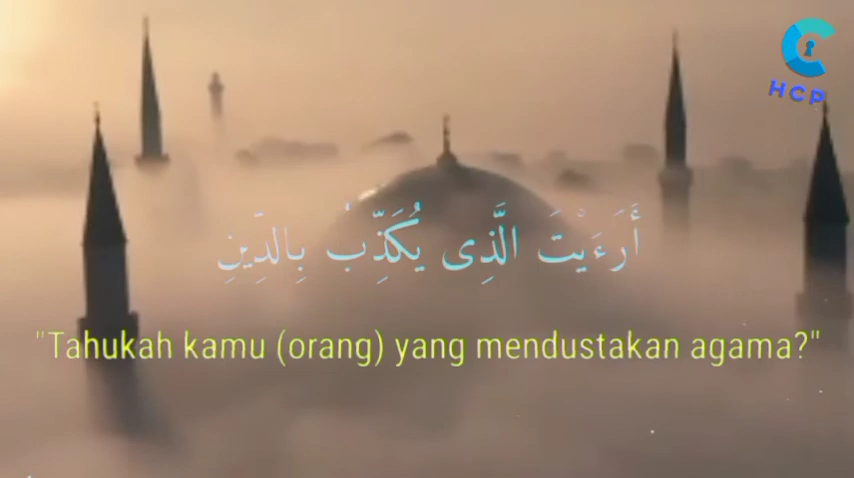 HCP
أَرَءَيْتَ الَّذِى يُكَذِّبُ بِالدِّينِ
"Tahukah kamu (orang) yang mendustakan agama?"